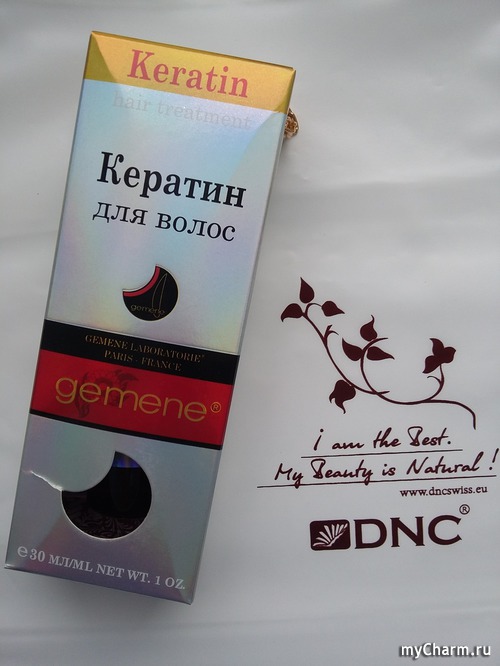 Keratin
hair treatment
Кератин
для волос
gemene
GEMENE LABORATORIE
PARIS - FRANCE
gemene®
℮ 30 МЛ/ML NET WT. 1 OZ.
i am the Best.
My Beauty is Natural !
www.dncswiss.eu
DNC®
myCharm.ru